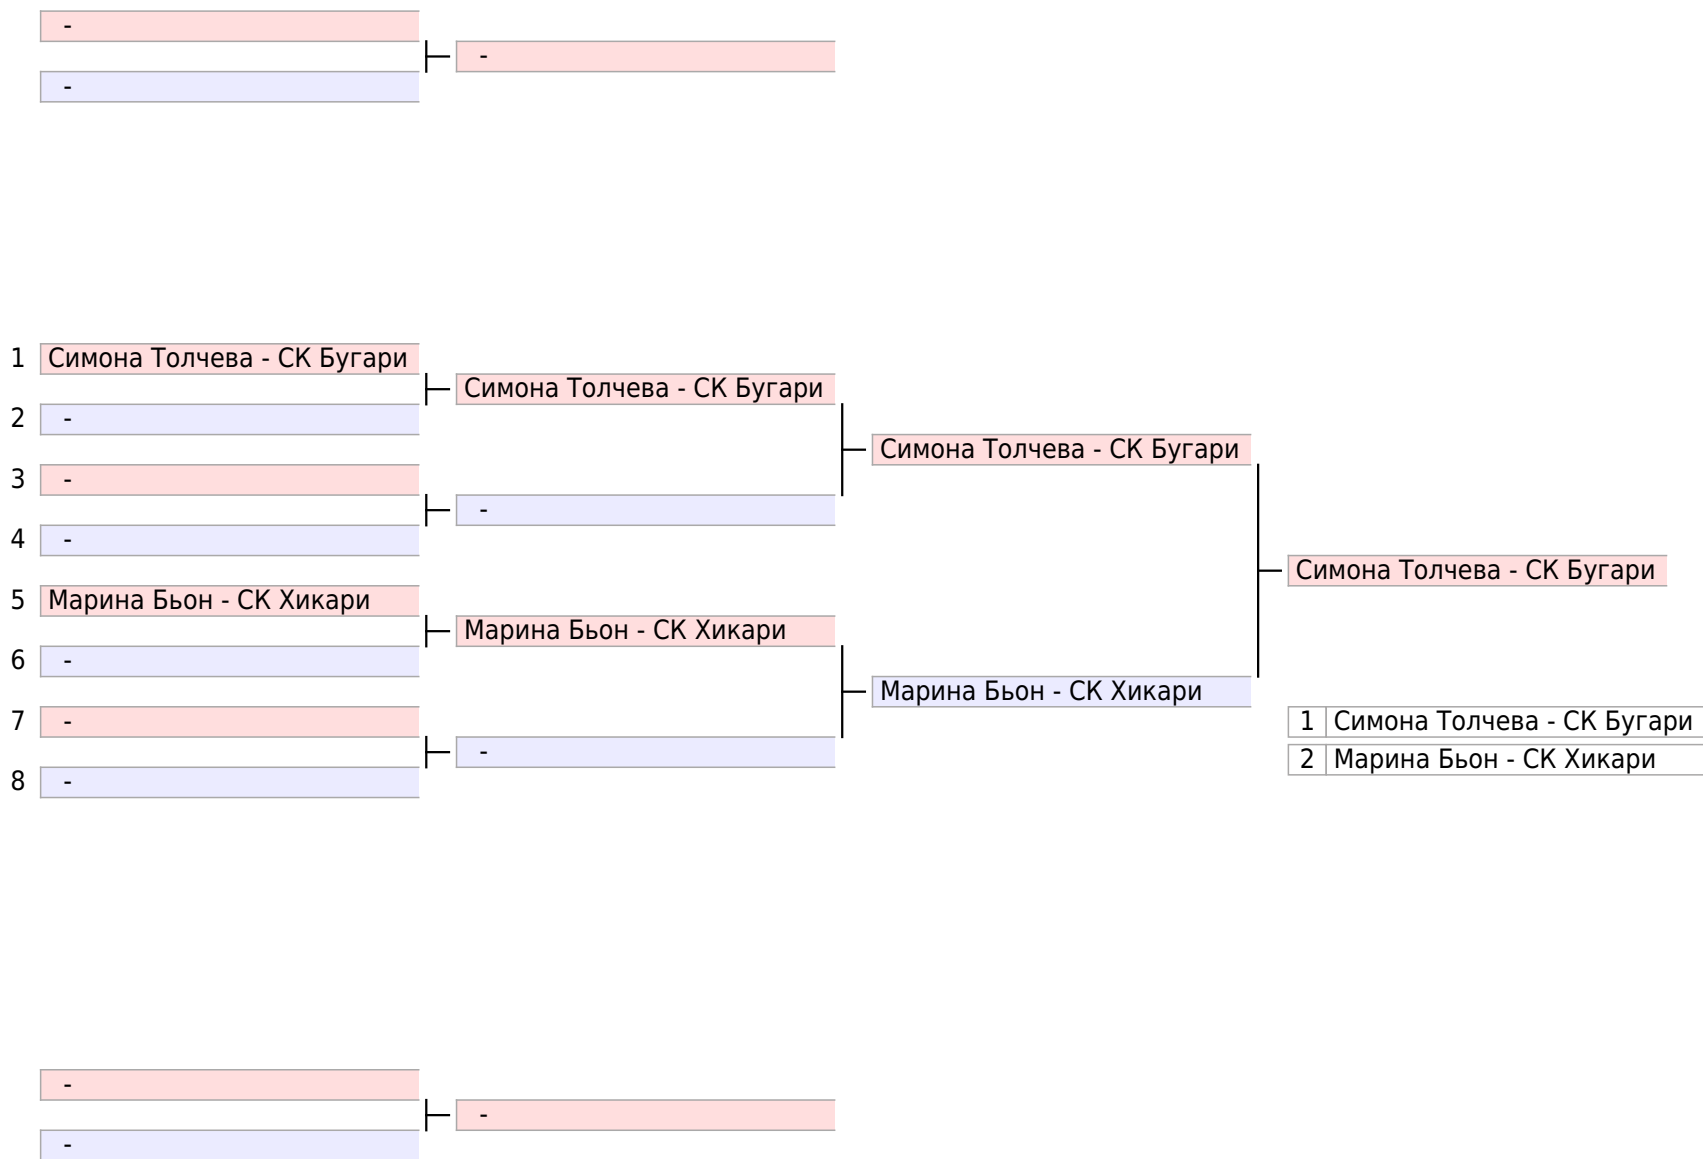 -
-
-
1 Симона Толчева - СК Бугари
Симона Толчева - СК Бугари
2 -
Симона Толчева - СК Бугари
3 -
-
4 -
Симона Толчева - СК Бугари
5 Марина Бьон - СК Хикари
Марина Бьон - СК Хикари
6 -
Марина Бьон - СК Хикари
7 -
1 Симона Толчева - СК Бугари
-
2 Марина Бьон - СК Хикари
8 -
-
-
-